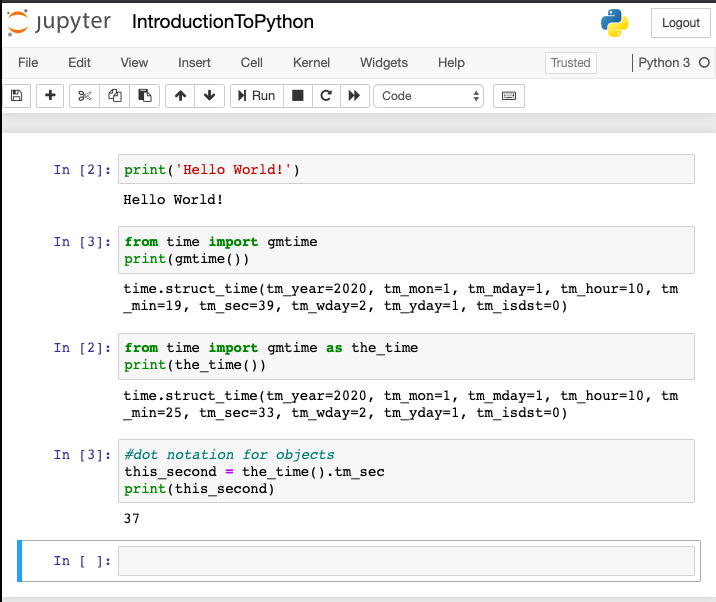 jupyter IntroductionToPython Logout
File Edit View Insert Cell Kernel Widgets Help Trusted Python 3
Run Code
In [2]: print('Hello World!')
Hello World!
In [3]: from time import gmtime
print(gmtime())
time.struct_time(tm_year=2020, tm_mon=1, tm_mday=1, tm_hour=10, tm
_min=19, tm_sec=39, tm_wday=2, tm_yday=1, tm_isdst=0)
In [2]: from time import gmtime as the_time
print(the_time())
time.struct_time(tm_year=2020, tm_mon=1, tm_mday=1, tm_hour=10, tm
_min=25, tm_sec=33, tm_wday=2, tm_yday=1, tm_isdst=0)
In [3]: #dot notation for objects
this_second = the_time().tm_sec
print(this_second)
37
In [ ]: